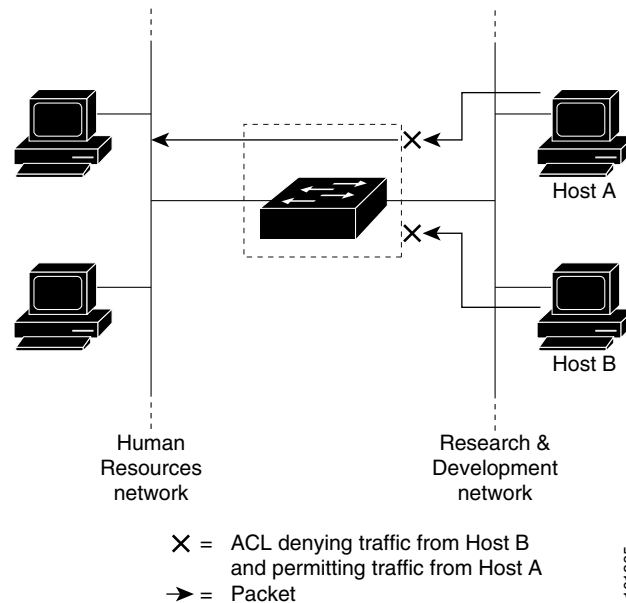 Host A
Host B
Human
Resources
network
Research &
Development
network
X = ACL denying traffic from Host B
and permitting traffic from Host A
= Packet